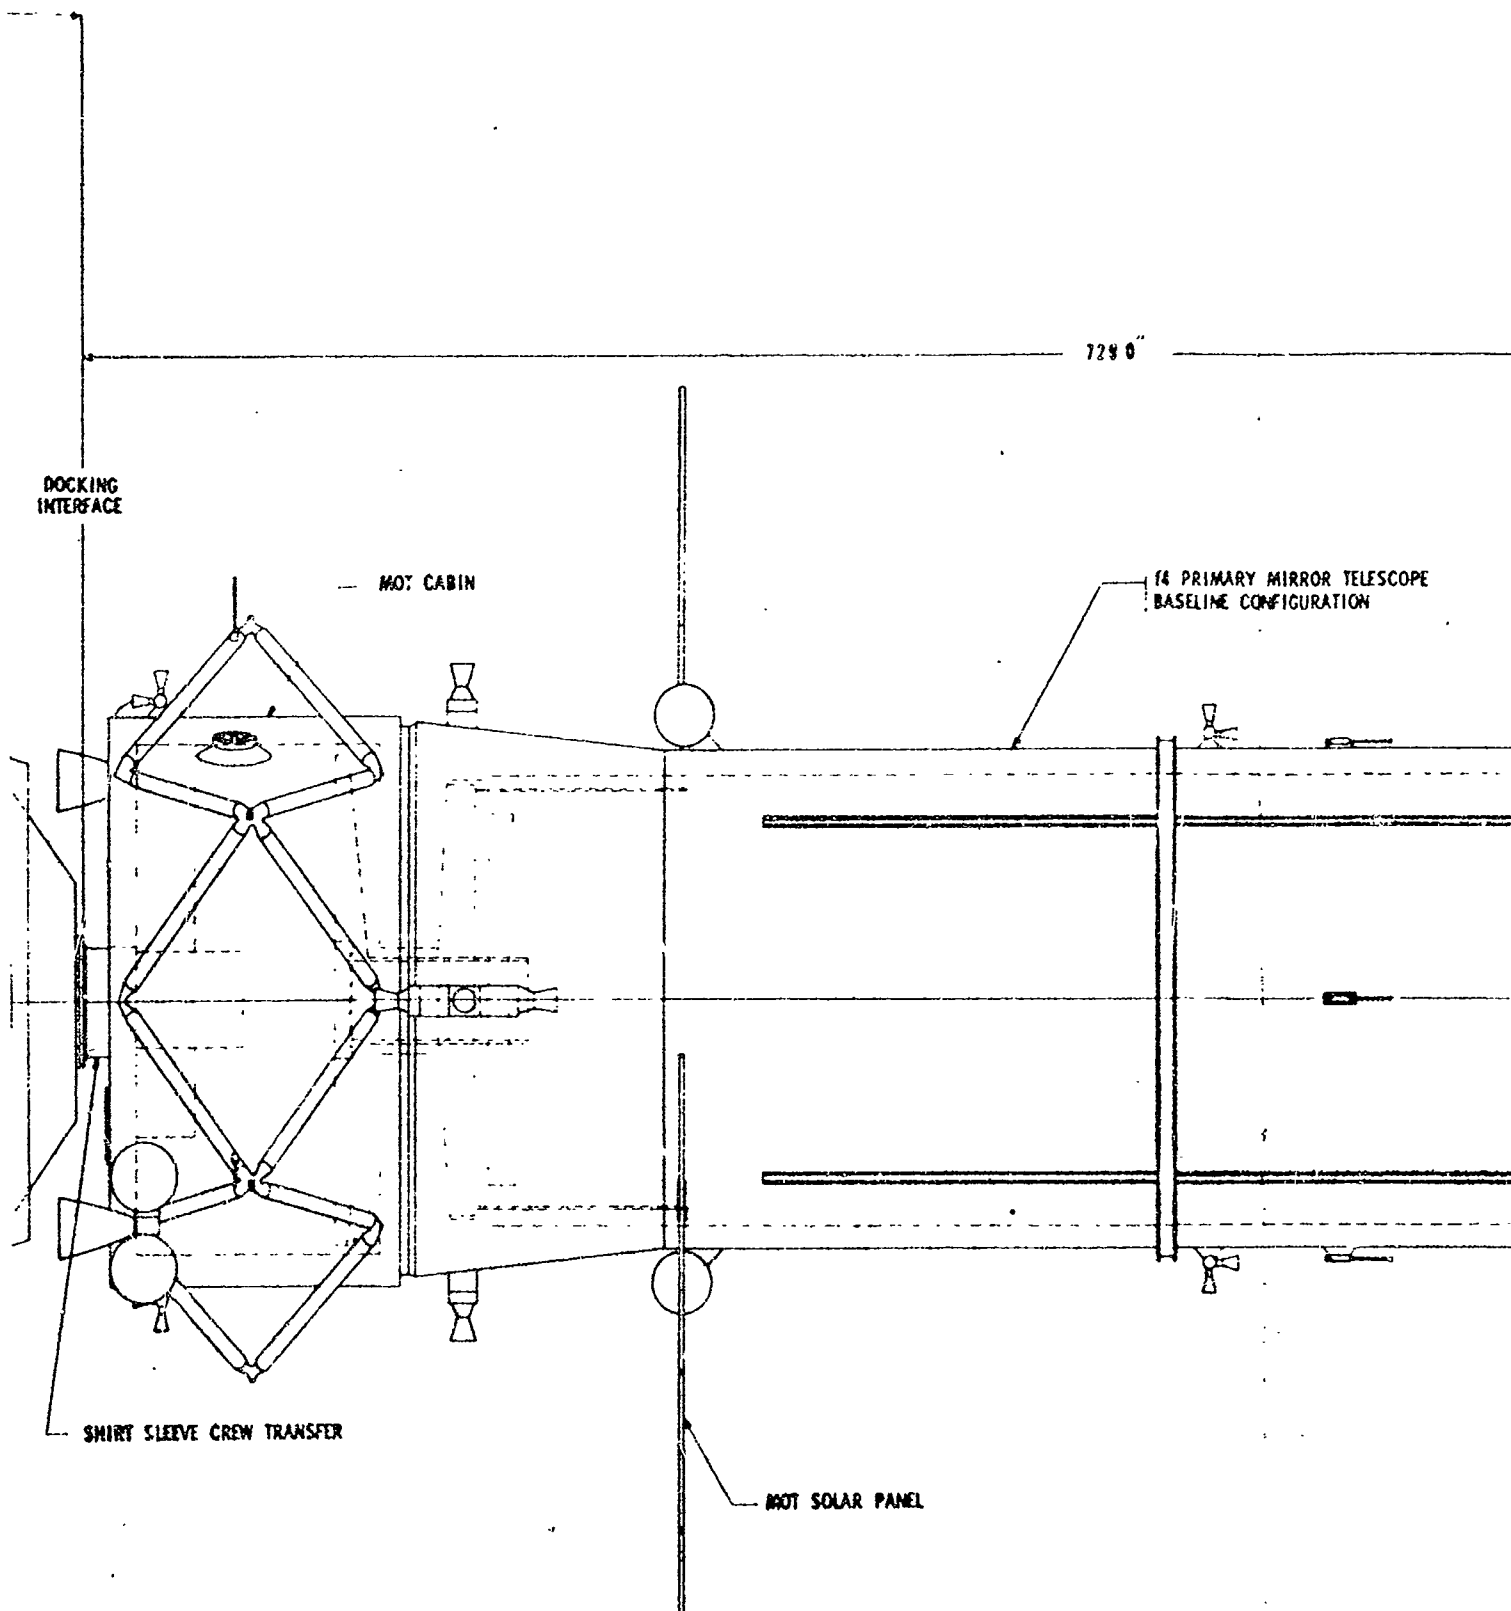 729.0"
DOCKING
INTERFACE
MOT CABIN
f4 PRIMARY MIRROR TELESCOPE
BASELINE CONFIGURATION
SHIRT SLEEVE CREW TRANSFER
MOT SOLAR PANEL